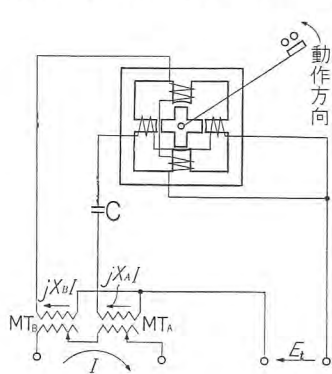 動作方向
C
jX_B I
jX_A I
MT_B
MT_A
I
E_t